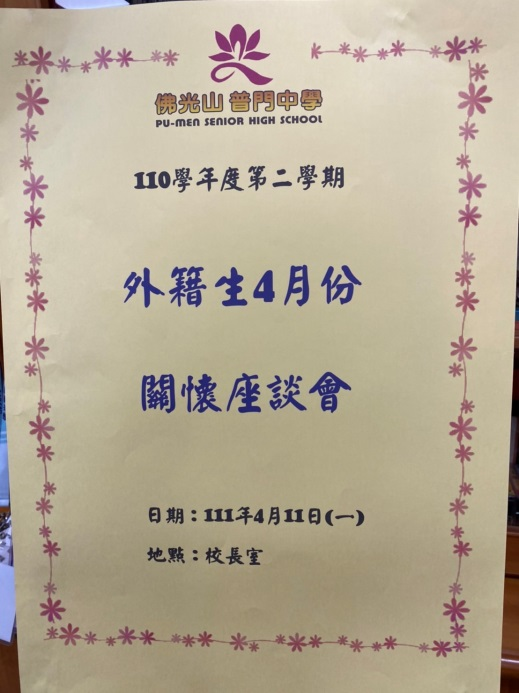 佛光山 普門中學
PU-MEN SENIOR HIGH SCHOOL
110學年度第二學期
外籍生4月份
關懷座談會
日期：111年4月11日(一)
地點：校長室